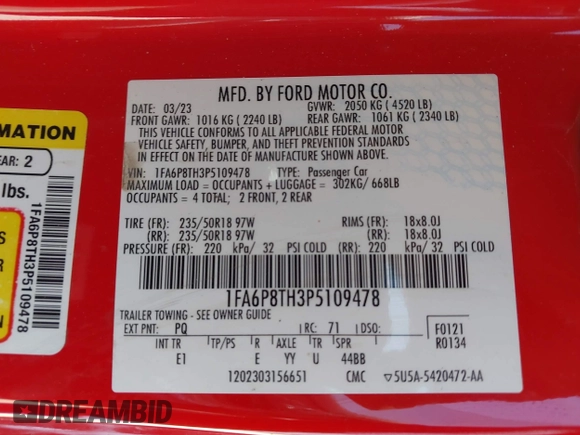 MFD. BY FORD MOTOR CO.
DATE: 03/23 GVWR: 2050 KG ( 4520 LB)
FRONT GAWR: 1016 KG ( 2240 LB) REAR GAWR: 1061 KG ( 2340 LB)
THIS VEHICLE CONFORMS TO ALL APPLICABLE FEDERAL MOTOR
VEHICLE SAFETY, BUMPER, AND THEFT PREVENTION STANDARDS
IN EFFECT ON THE DATE OF MANUFACTURE SHOWN ABOVE.
VIN: 1FA6P8TH3P5109478 TYPE: Passenger Car
MAXIMUM LOAD = OCCUPANTS + LUGGAGE = 302KG/ 668LB
OCCUPANTS = 4 TOTAL; 2 FRONT, 2 REAR
TIRE (FR): 235/50R18 97W RIMS (FR): 18x8.0J
(RR): 235/50R18 97W (RR): 18x8.0J
PRESSURE (FR): 220 kPa/ 32 PSI COLD (RR) 220 kPa/ 32 PSI COLD
1FA6P8TH3P5109478
TRAILER TOWING - SEE OWNER GUIDE
EXT PNT: PQ RC: 71 DSO: F0121
R0134
INT TR TP/PS R AXLE TR SPR
E1 E YY U 44BB
1202303156651 CMC ▽5U5A-5420472-AA
RMATION
EAR: 2
lbs.
1FA6P8TH3P5109478
DREAMBID